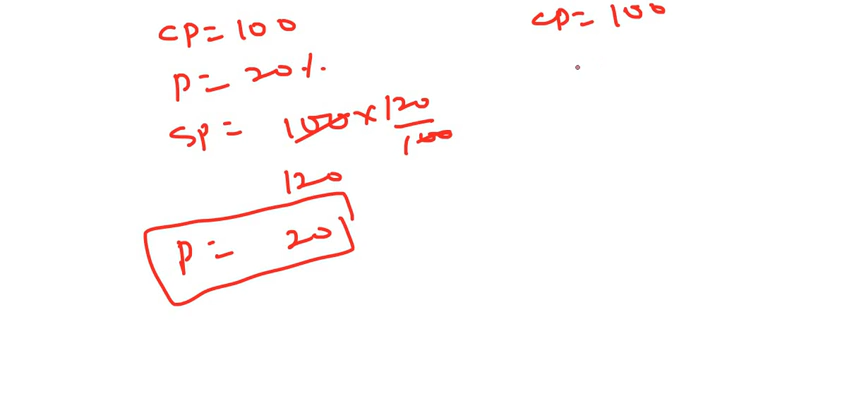 CP = 100
P = 20%
SP = 100 × 120/100
120
P = 20
CP = 100